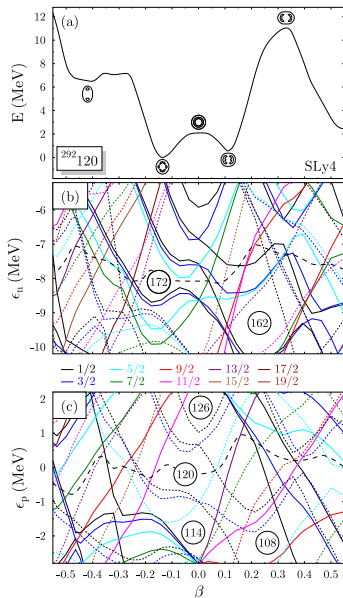 (a)
12
10
8
6
4
2
0
E (MeV)
²⁹²120
SLy4
(b)
-6
-7
-8
-9
-10
ϵₙ (MeV)
172
162
1/2 5/2 9/2 13/2 17/2
3/2 7/2 11/2 15/2 19/2
(c)
2
1
-1
-2
ϵₚ (MeV)
126
120
114
108
-0.5 -0.4 -0.3 -0.2 -0.1 0.0 0.1 0.2 0.3 0.4 0.5
β